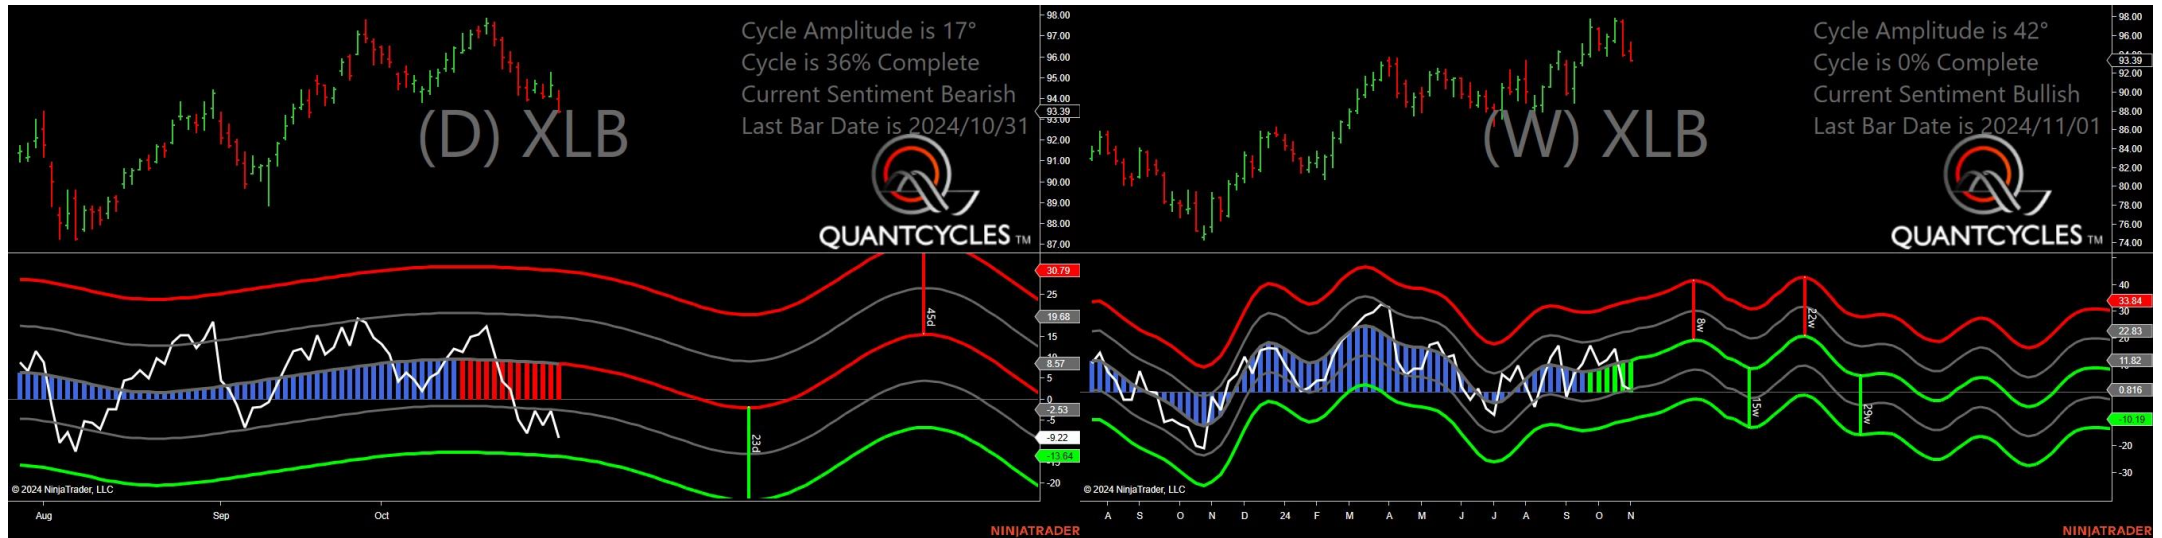 Cycle Amplitude is 17°
Cycle is 36% Complete
Current Sentiment Bearish
Last Bar Date is 2024/10/31
(D) XLB
QUANTCYCLES TM
98.00
97.00
96.00
95.00
94.00
93.39
93.00
92.00
91.00
90.00
89.00
88.00
87.00
30.79
25
19.68
15
10
8.57
5
0
-2.53
-5
-9.22
-13.64
-15
-20
45d
23d
© 2024 NinjaTrader, LLC
Aug
Sep
Oct
NINJATRADER
Cycle Amplitude is 42°
Cycle is 0% Complete
Current Sentiment Bullish
Last Bar Date is 2024/11/01
(W) XLB
QUANTCYCLES TM
98.00
96.00
94.00
93.39
92.00
90.00
88.00
86.00
84.00
82.00
80.00
78.00
76.00
74.00
40
33.84
30
22.83
20
11.82
10
0.816
-10.19
-20
-30
8w
22w
15w
29w
© 2024 NinjaTrader, LLC
A S O N D 24 F M A M J J A S O N
NINJATRADER